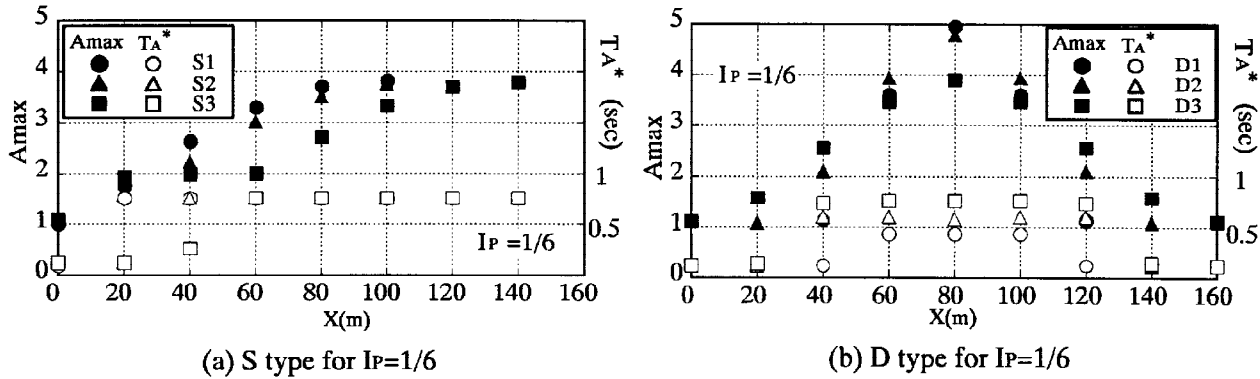 Amax TA*
S1
S2
S3
Amax
5
4
3
2
1
0
TA* (sec)
1
0.5
IP =1/6
0 20 40 60 80 100 120 140 160
X(m)
(a) S type for IP=1/6
Amax TA*
D1
D2
D3
IP =1/6
Amax
5
4
3
2
1
0
TA* (sec)
1
0.5
0 20 40 60 80 100 120 140 160
X(m)
(b) D type for IP=1/6